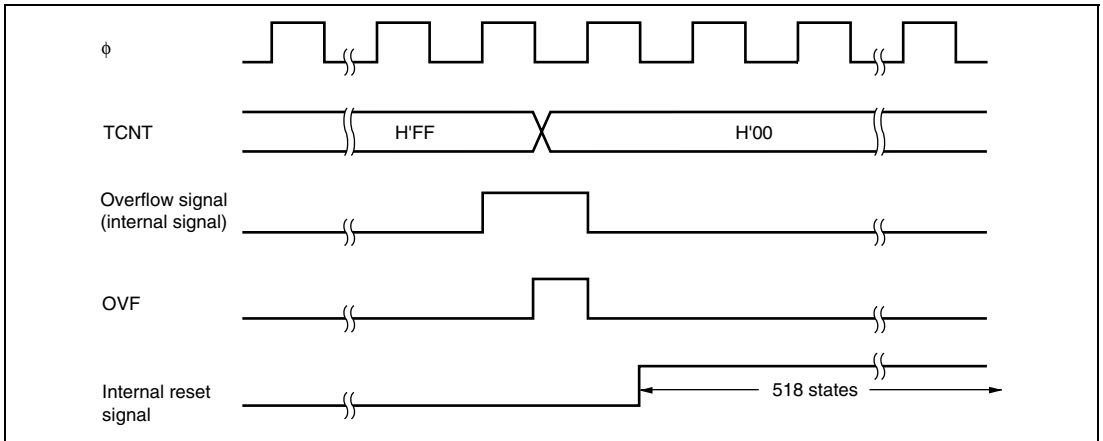 ϕ
TCNT
H'FF
H'00
Overflow signal
(internal signal)
OVF
Internal reset
signal
518 states